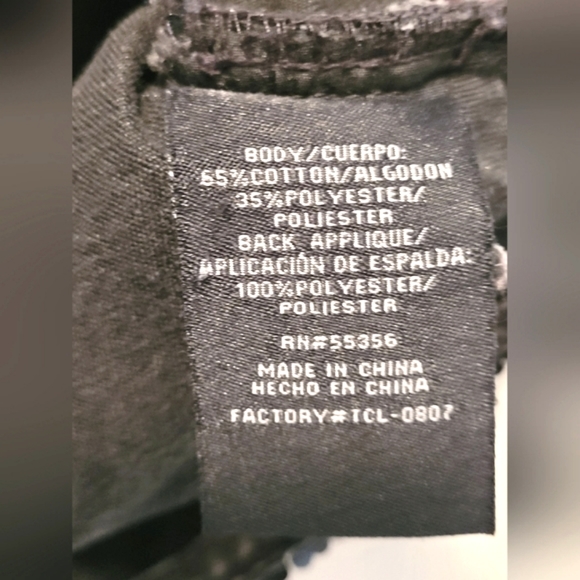 BODY/CUERPO:
65%COTTON/ALGODON
35%POLYESTER/
POLIESTER
BACK APPLIQUE/
APLICACIÓN DE ESPALDA:
100%POLYESTER/
POLIESTER
RN#55356
MADE IN CHINA
HECHO EN CHINA
FACTORY#TCL-0807